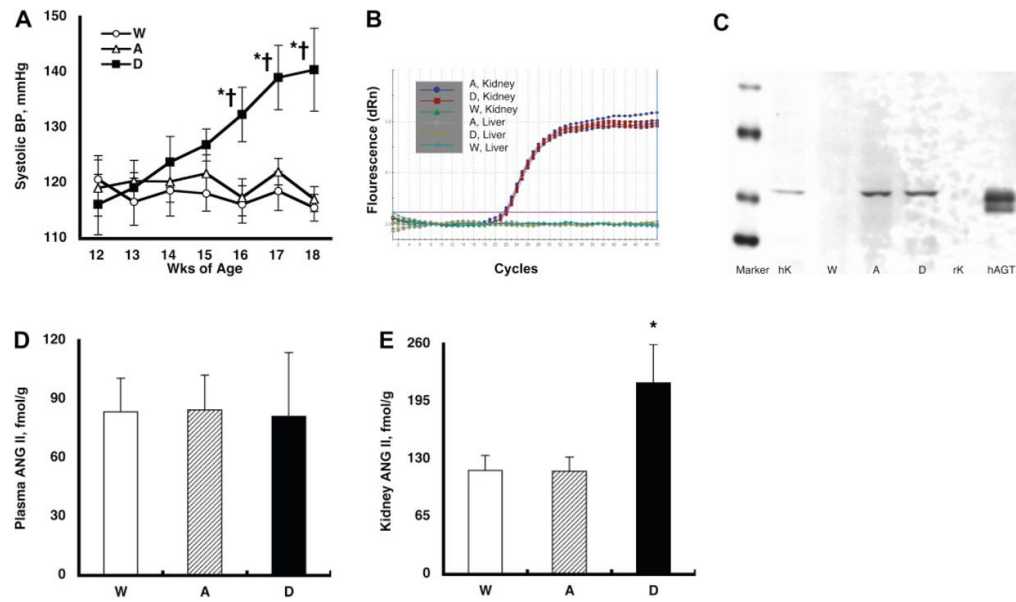 A
150
140
130
120
110
Systolic BP, mmHg
W
A
D
*†
*†
*†
12 13 14 15 16 17 18
Wks of Age
B
Flourescence (dRn)
A, Kidney
D, Kidney
W, Kidney
A, Liver
D, Liver
W, Liver
Cycles
C
Marker hK W A D rK hAGT
D
120
90
60
30
0
Plasma ANG II, fmol/g
W A D
E
260
195
130
65
0
Kidney ANG II, fmol/g
*
W A D